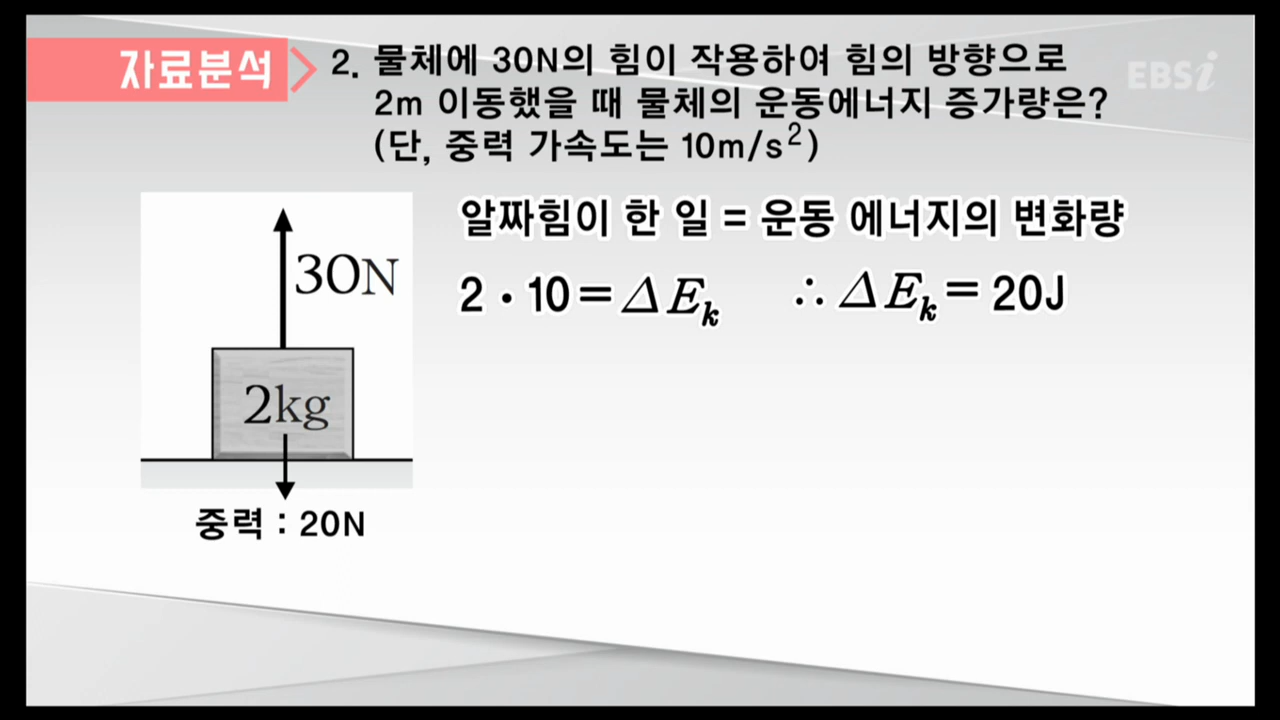 자료분석
2. 물체에 30N의 힘이 작용하여 힘의 방향으로
2m 이동했을 때 물체의 운동에너지 증가량은?
(단, 중력 가속도는 10m/s²)
EBSi
알짜힘이 한 일 = 운동 에너지의 변화량
2 · 10 = ΔEₖ ∴ ΔEₖ = 20J
30N
2kg
중력 : 20N